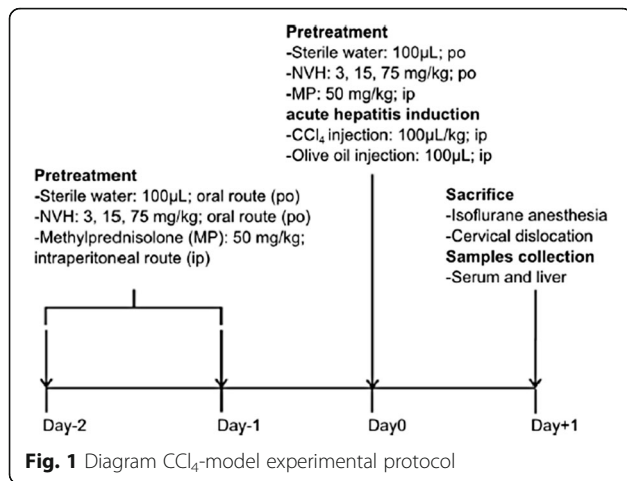 Pretreatment
-Sterile water: 100µL; po
-NVH: 3, 15, 75 mg/kg; po
-MP: 50 mg/kg; ip
acute hepatitis induction
-CCl₄ injection: 100µL/kg; ip
-Olive oil injection: 100µL; ip
Pretreatment
-Sterile water: 100µL; oral route (po)
-NVH: 3, 15, 75 mg/kg; oral route (po)
-Methylprednisolone (MP): 50 mg/kg;
intraperitoneal route (ip)
Sacrifice
-Isoflurane anesthesia
-Cervical dislocation
Samples collection
-Serum and liver
Day-2
Day-1
Day0
Day+1
Fig. 1 Diagram CCl₄-model experimental protocol